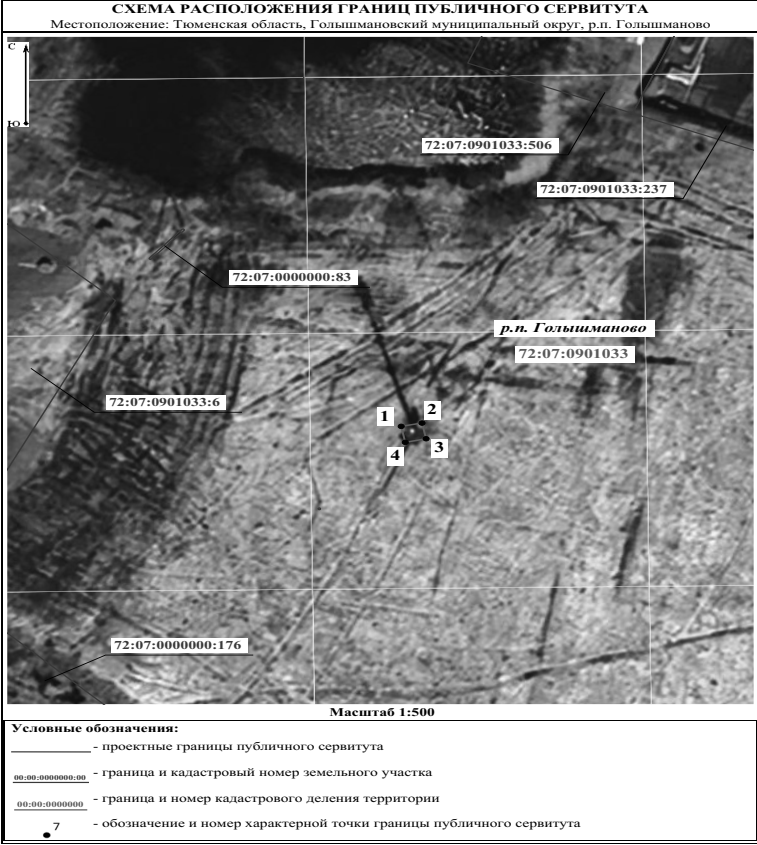 СХЕМА РАСПОЛОЖЕНИЯ ГРАНИЦ ПУБЛИЧНОГО СЕРВИТУТА
Местоположение: Тюменская область, Голышмановский муниципальный округ, р.п. Голышманово
С
Ю
72:07:0901033:506
72:07:0901033:237
72:07:0000000:83
р.п. Голышманово
72:07:0901033
72:07:0901033:6
1
2
3
4
72:07:0000000:176
Масштаб 1:500
Условные обозначения:
- проектные границы публичного сервитута
00:00:0000000:00 - граница и кадастровый номер земельного участка
00:00:0000000 - граница и номер кадастрового деления территории
7 - обозначение и номер характерной точки границы публичного сервитута